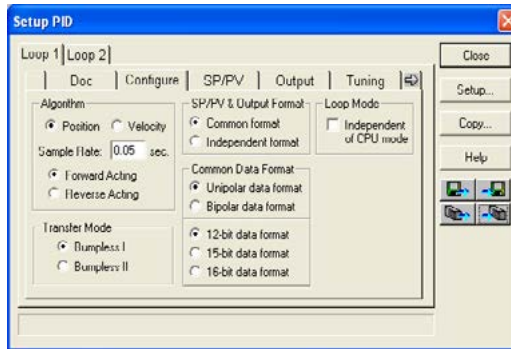 Setup PID
Loop 1 Loop 2
Doc Configure SP/PV Output Tuning
Algorithm
Position Velocity
Sample Rate: 0.05 sec.
Forward Acting
Reverse Acting
Transfer Mode
Bumpless I
Bumpless II
SP/PV & Output Format
Common format
Independent format
Common Data Format
Unipolar data format
Bipolar data format
12-bit data format
15-bit data format
16-bit data format
Loop Mode
Independent
of CPU mode
Close
Setup...
Copy...
Help